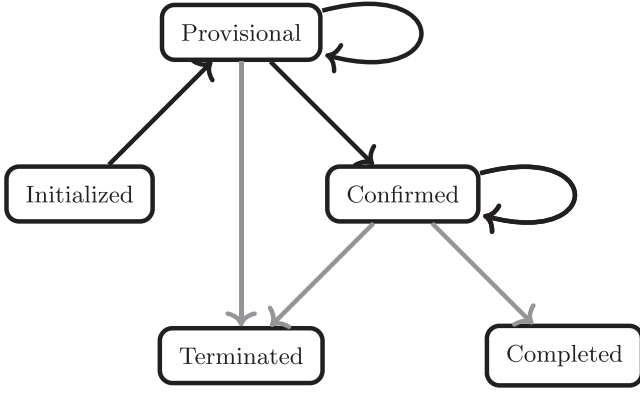 Provisional
Initialized
Confirmed
Terminated
Completed